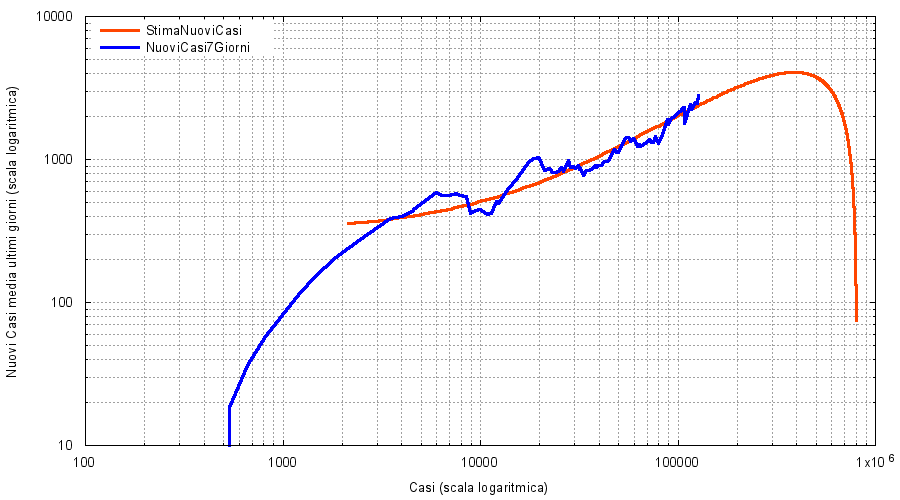 10000
StimaNuoviCasi
NuoviCasi7Giorni
1000
100
10
Nuovi Casi media ultimi giorni (scala logaritmica)
100 1000 10000 100000 1x10 6
Casi (scala logaritmica)